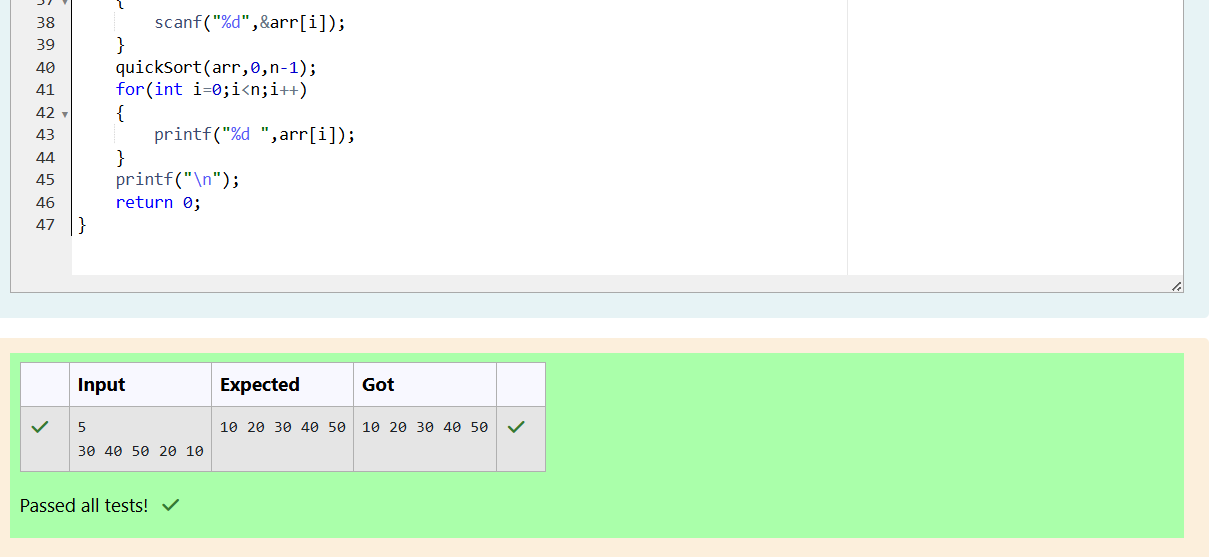 37 {
38 scanf("%d",&arr[i]);
39 }
40 quickSort(arr,0,n-1);
41 for(int i=0;i<n;i++)
42 {
43 printf("%d ",arr[i]);
44 }
45 printf("\n");
46 return 0;
47 }
Input Expected Got
5 10 20 30 40 50 10 20 30 40 50
30 40 50 20 10
Passed all tests!